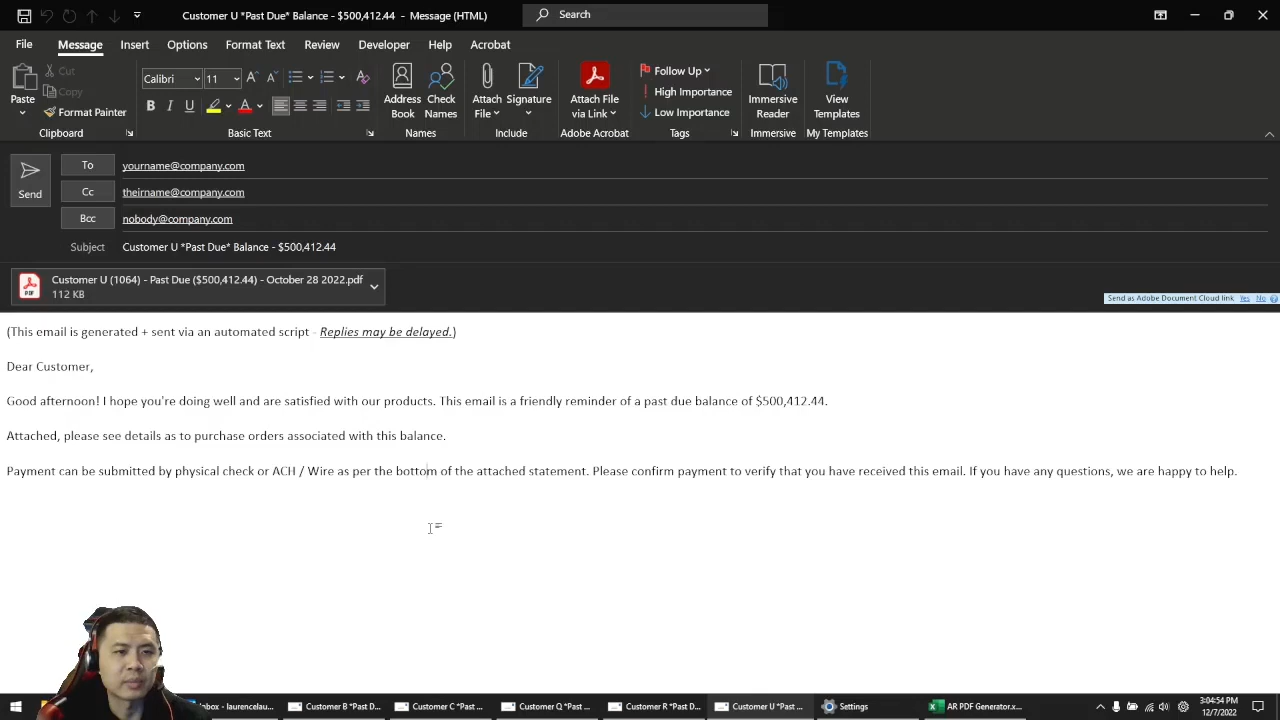 Customer U *Past Due* Balance - $500,412.44 - Message (HTML)
Search
File Message Insert Options Format Text Review Developer Help Acrobat
Paste
Cut
Copy
Format Painter
Clipboard
Calibri 11
B I U
Basic Text
Address Book
Check Names
Names
Attach File
Signature
Include
Attach File via Link
Adobe Acrobat
Follow Up
High Importance
Low Importance
Tags
Immersive Reader
Immersive
View Templates
My Templates
Send
To yourname@company.com
Cc theirname@company.com
Bcc nobody@company.com
Subject Customer U *Past Due* Balance - $500,412.44
PDF
Customer U (1064) - Past Due ($500,412.44) - October 28 2022.pdf
112 KB
Send as Adobe Document Cloud link Yes No
(This email is generated + sent via an automated script - Replies may be delayed.)
Dear Customer,
Good afternoon! I hope you're doing well and are satisfied with our products. This email is a friendly reminder of a past due balance of $500,412.44.
Attached, please see details as to purchase orders associated with this balance.
Payment can be submitted by physical check or ACH / Wire as per the bottom of the attached statement. Please confirm payment to verify that you have received this email. If you have any questions, we are happy to help.
Inbox - laurencelau...
Customer B *Past D...
Customer C *Past ...
Customer Q *Past ...
Customer R *Past D...
Customer U *Past ...
Settings
AR PDF Generator.x...
3:04:54 PM
12/7/2022